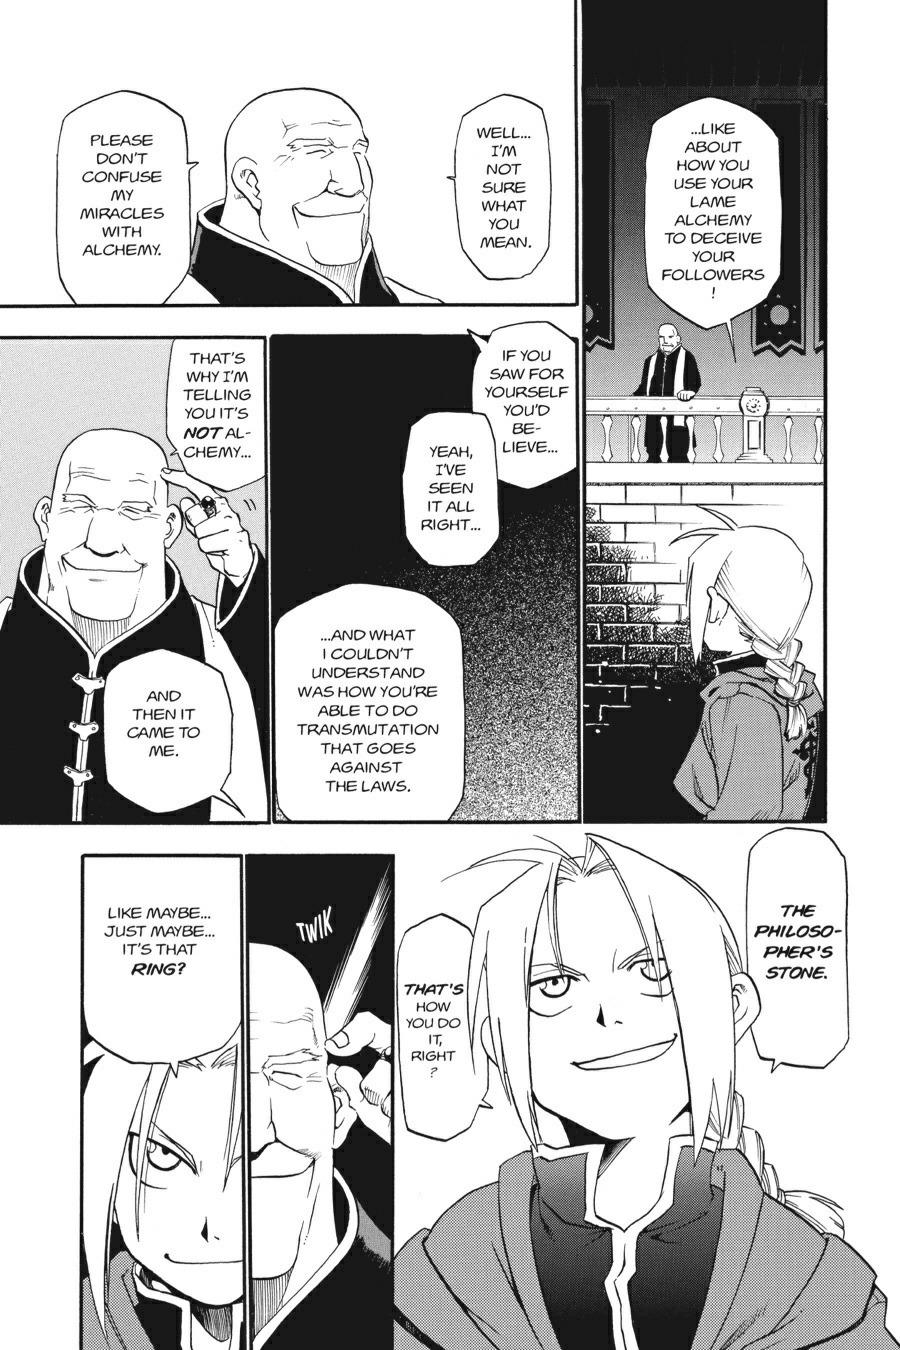 ...LIKE
ABOUT
HOW YOU
USE YOUR
LAME
ALCHEMY
TO DECEIVE
YOUR
FOLLOWERS
!
WELL...
I'M
NOT
SURE
WHAT
YOU
MEAN.
PLEASE
DON'T
CONFUSE
MY
MIRACLES
WITH
ALCHEMY.
IF YOU
SAW FOR
YOURSELF
YOU'D
BE-
LIEVE...
YEAH,
I'VE
SEEN
IT ALL
RIGHT...
...AND WHAT
I COULDN'T
UNDERSTAND
WAS HOW YOU'RE
ABLE TO DO
TRANSMUTATION
THAT GOES
AGAINST
THE LAWS.
THAT'S
WHY I'M
TELLING
YOU IT'S
NOT AL-
CHEMY...
AND
THEN IT
CAME TO
ME.
THE
PHILOSO-
PHER'S
STONE.
THAT'S
HOW
YOU DO
IT,
RIGHT
?
TWIK
LIKE MAYBE...
JUST MAYBE...
IT'S THAT
RING?